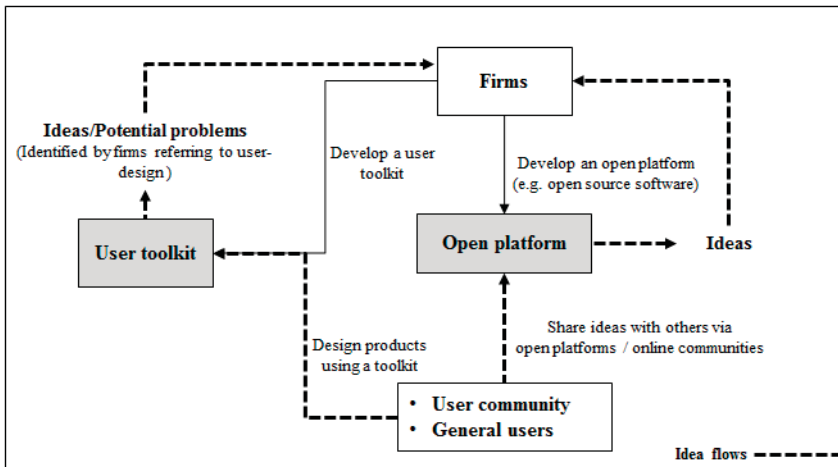 Firms
Ideas/Potential problems
(Identified by firms referring to user-
design)
Develop a user
toolkit
Develop an open platform
(e.g. open source software)
User toolkit
Open platform
Ideas
Share ideas with others via
open platforms / online communities
Design products
using a toolkit
• User community
• General users
Idea flows